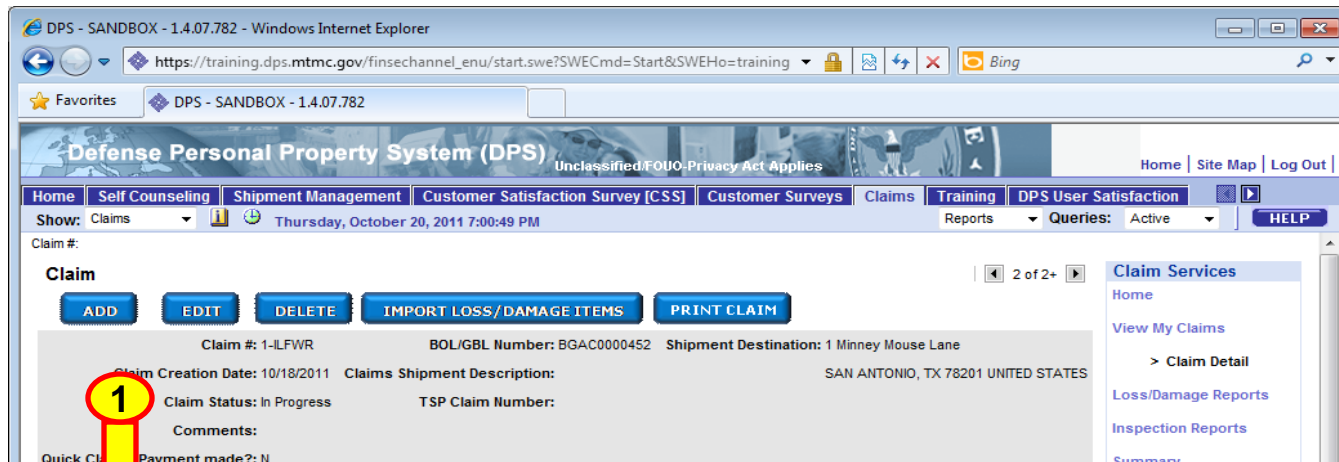 DPS - SANDBOX - 1.4.07.782 - Windows Internet Explorer
https://training.dps.mtmc.gov/finsechannel_enu/start.swe?SWECmd=Start&SWEHo=training Bing
Favorites DPS - SANDBOX - 1.4.07.782
Defense Personal Property System (DPS) Unclassified/FOUO-Privacy Act Applies Home | Site Map | Log Out |
Home Self Counseling Shipment Management Customer Satisfaction Survey [CSS] Customer Surveys Claims Training DPS User Satisfaction
Show: Claims Thursday, October 20, 2011 7:00:49 PM Reports Queries: Active HELP
Claim #:
Claim 2 of 2+ Claim Services
ADD EDIT DELETE IMPORT LOSS/DAMAGE ITEMS PRINT CLAIM Home
View My Claims
Claim #: 1-ILFWR BOL/GBL Number: BGAC0000452 Shipment Destination: 1 Minney Mouse Lane
> Claim Detail
Claim Creation Date: 10/18/2011 Claims Shipment Description: SAN ANTONIO, TX 78201 UNITED STATES
1 Claim Status: In Progress TSP Claim Number: Loss/Damage Reports
Comments: Inspection Reports
Quick Payment made?: N Summary